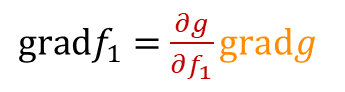 grad𝑓₁ = ∂𝑔/∂𝑓₁ grad𝑔